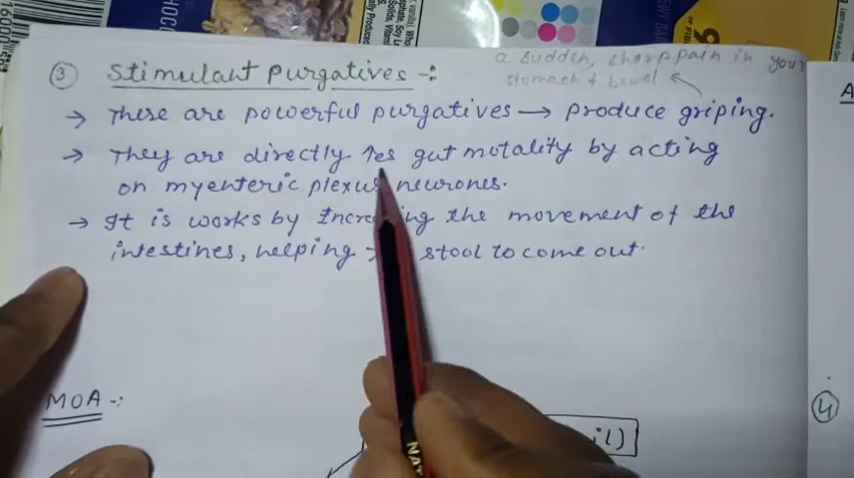 ③ Stimulant Purgatives -:
a sudden, sharp pain in your
stomach & bowel
→ These are powerful purgatives → produce griping.
→ They are directly ↑es gut motality by acting
on myenteric plexus neurones.
→ It is works by Increasing the movement of the
intestines, helping stool to come out.
MOA -:
il)
④
A